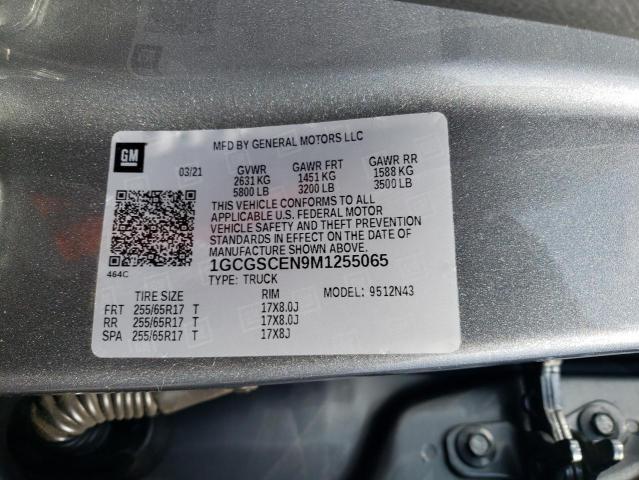 GM
MFD BY GENERAL MOTORS LLC
03/21 GVWR GAWR FRT GAWR RR
2631 KG 1451 KG 1588 KG
5800 LB 3200 LB 3500 LB
THIS VEHICLE CONFORMS TO ALL
APPLICABLE U.S. FEDERAL MOTOR
VEHICLE SAFETY AND THEFT PREVENTION
STANDARDS IN EFFECT ON THE DATE OF
MANUFACTURE SHOWN ABOVE.
464C
1GCGSCEN9M1255065
TYPE: TRUCK
TIRE SIZE RIM MODEL: 9512N43
FRT 255/65R17 T 17X8.0J
RR 255/65R17 T 17X8.0J
SPA 255/65R17 T 17X8J